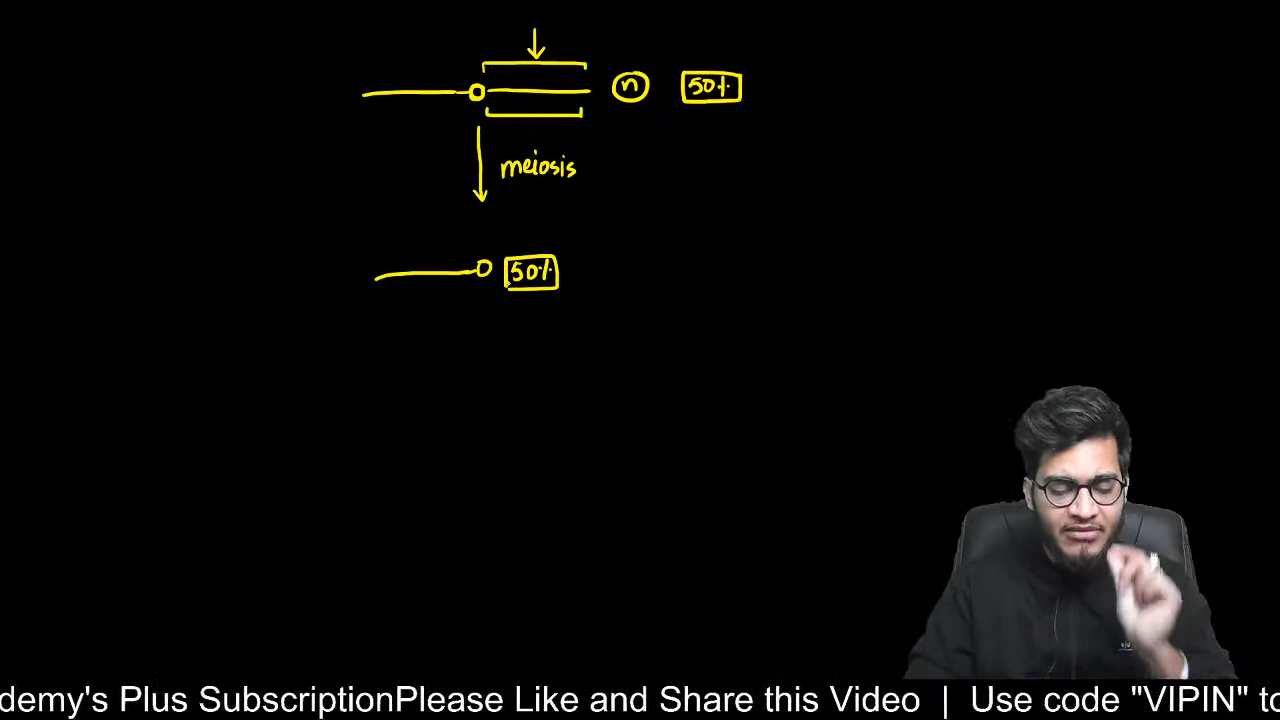 n 50%
meiosis
50%
demy's Plus SubscriptionPlease Like and Share this Video | Use code "VIPIN" to